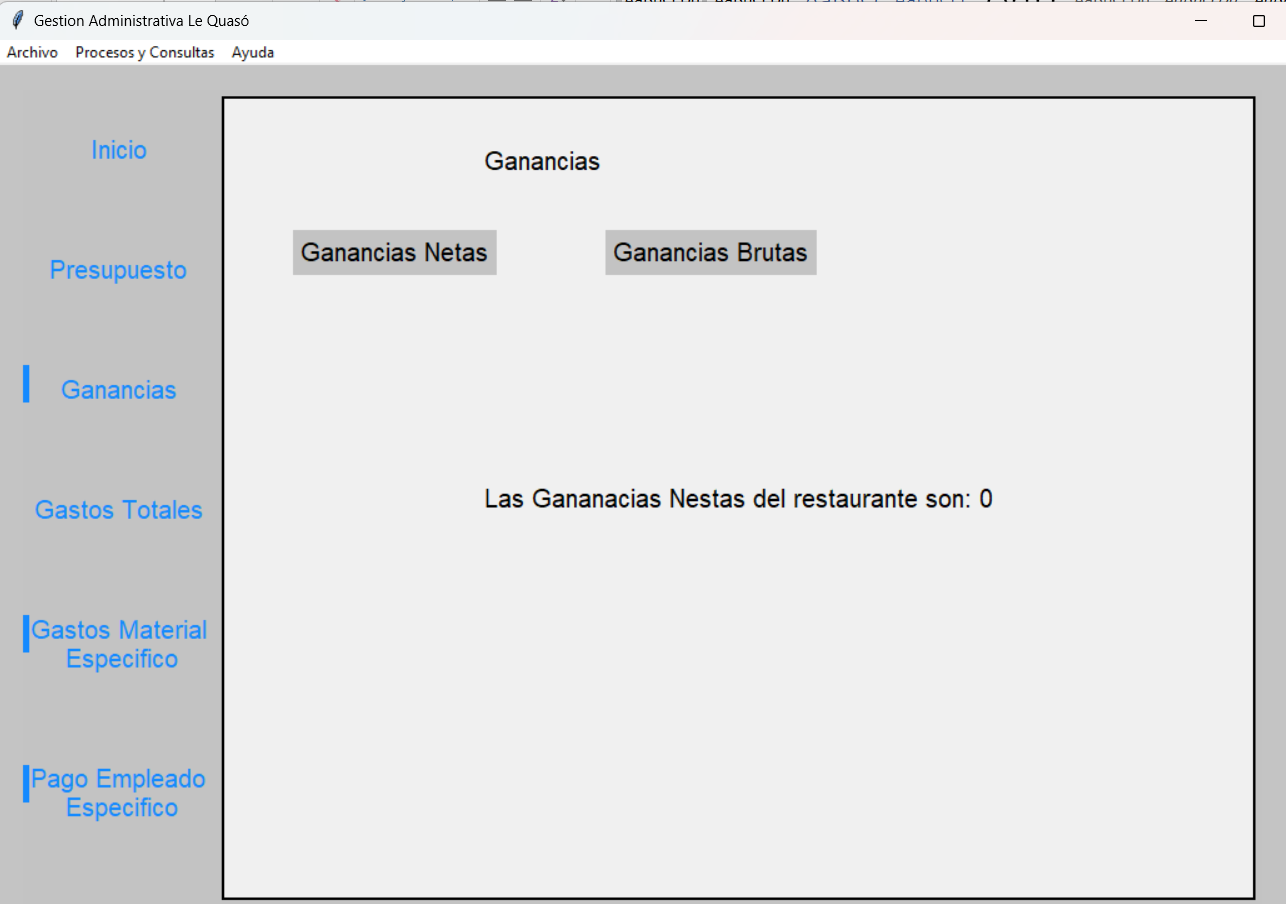 Gestion Administrativa Le Quasó
Archivo Procesos y Consultas Ayuda
Inicio
Presupuesto
Ganancias
Gastos Totales
Gastos Material
Especifico
Pago Empleado
Especifico
Ganancias
Ganancias Netas Ganancias Brutas
Las Gananacias Nestas del restaurante son: 0